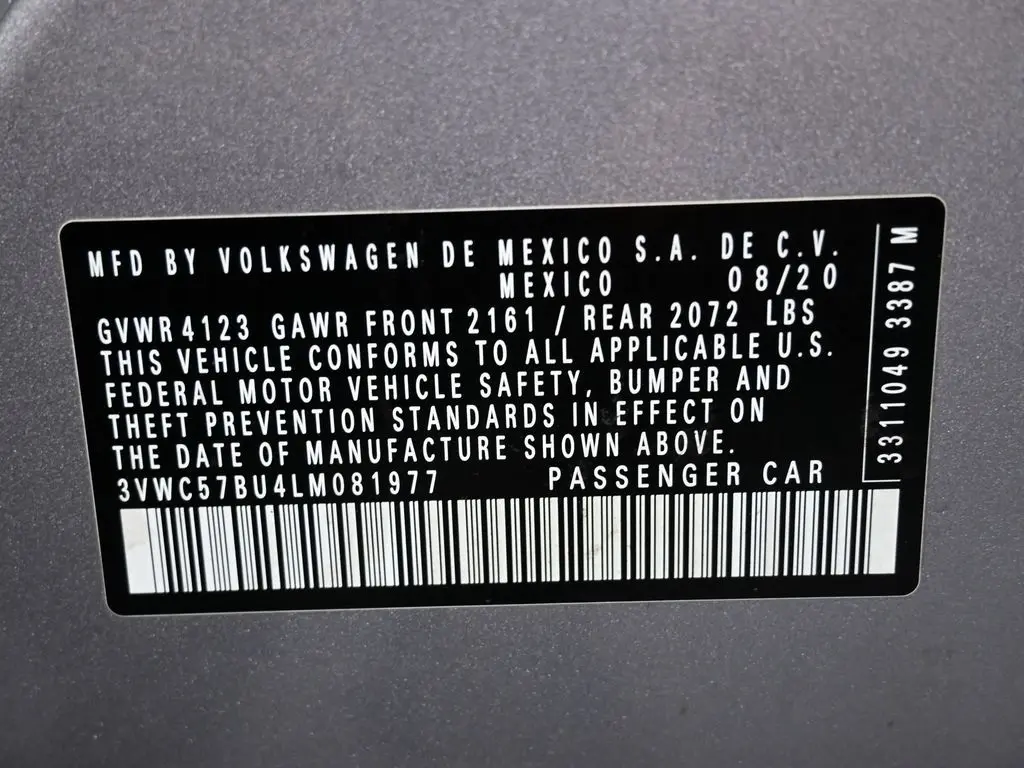 MFD BY VOLKSWAGEN DE MEXICO S.A. DE C.V.
MEXICO 08/20
GVWR 4123 GAWR FRONT 2161 / REAR 2072 LBS
THIS VEHICLE CONFORMS TO ALL APPLICABLE U.S.
FEDERAL MOTOR VEHICLE SAFETY, BUMPER AND
THEFT PREVENTION STANDARDS IN EFFECT ON
THE DATE OF MANUFACTURE SHOWN ABOVE.
3VWC57BU4LM081977 PASSENGER CAR
3311049 3387 M